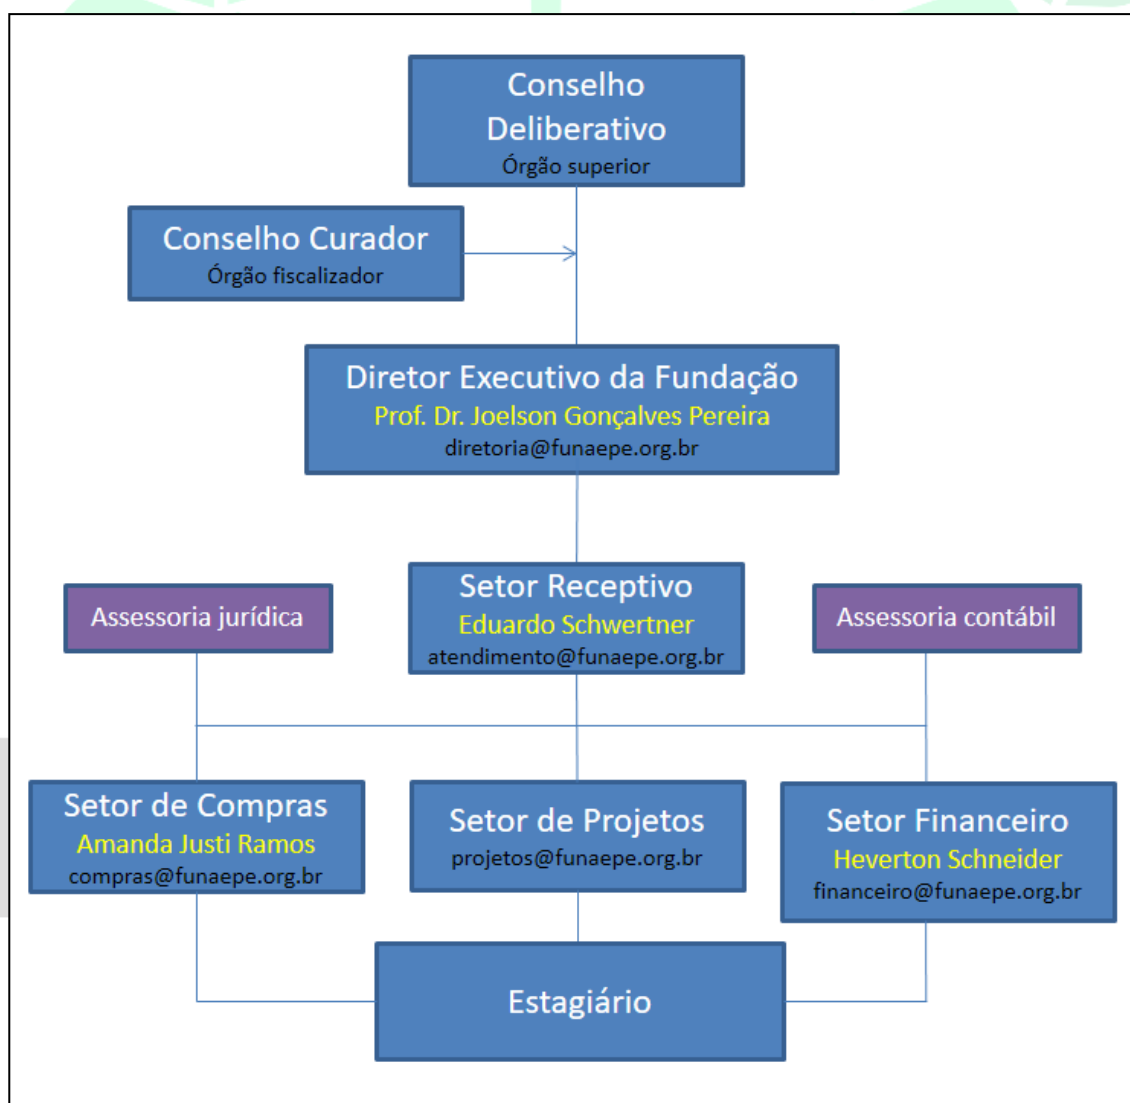 Conselho
Deliberativo
Órgão superior
Conselho Curador
Órgão fiscalizador
Diretor Executivo da Fundação
Prof. Dr. Joelson Gonçalves Pereira
diretoria@funaepe.org.br
Setor Receptivo
Eduardo Schwertner
atendimento@funaepe.org.br
Assessoria jurídica
Assessoria contábil
Setor de Compras
Amanda Justi Ramos
compras@funaepe.org.br
Setor de Projetos
projetos@funaepe.org.br
Setor Financeiro
Heverton Schneider
financeiro@funaepe.org.br
Estagiário